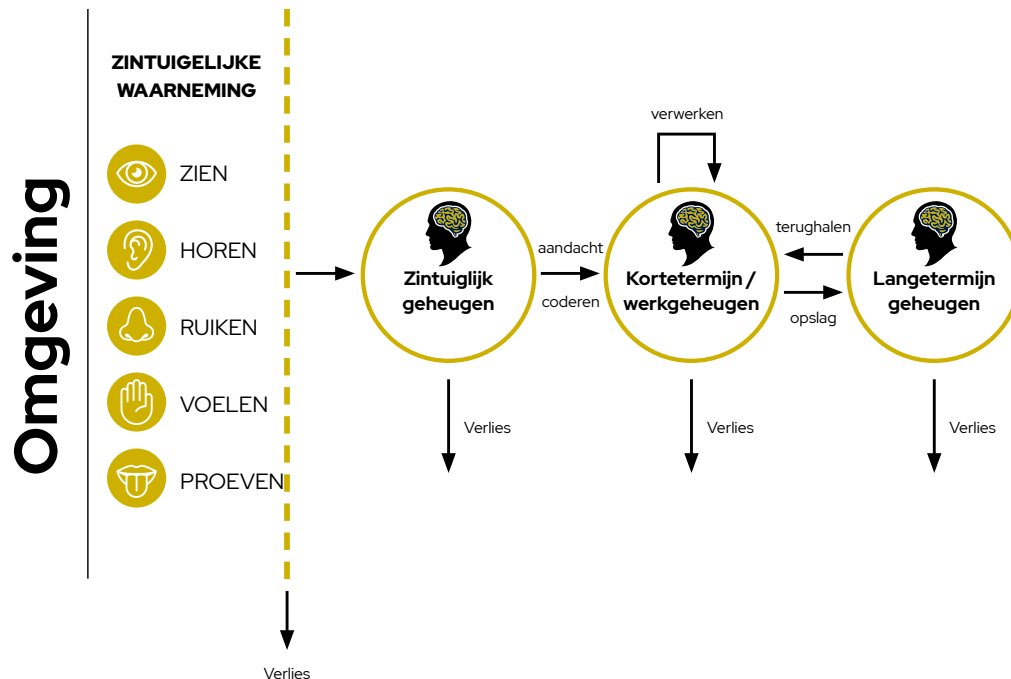 Omgeving
ZINTUIGELIJKE
WAARNEMING
ZIEN
HOREN
RUIKEN
VOELEN
PROEVEN
Verlies
Zintuiglijk
geheugen
Verlies
aandacht
coderen
verwerken
Kortetermijn /
werkgeheugen
Verlies
terughalen
opslag
Langetermijn
geheugen
Verlies